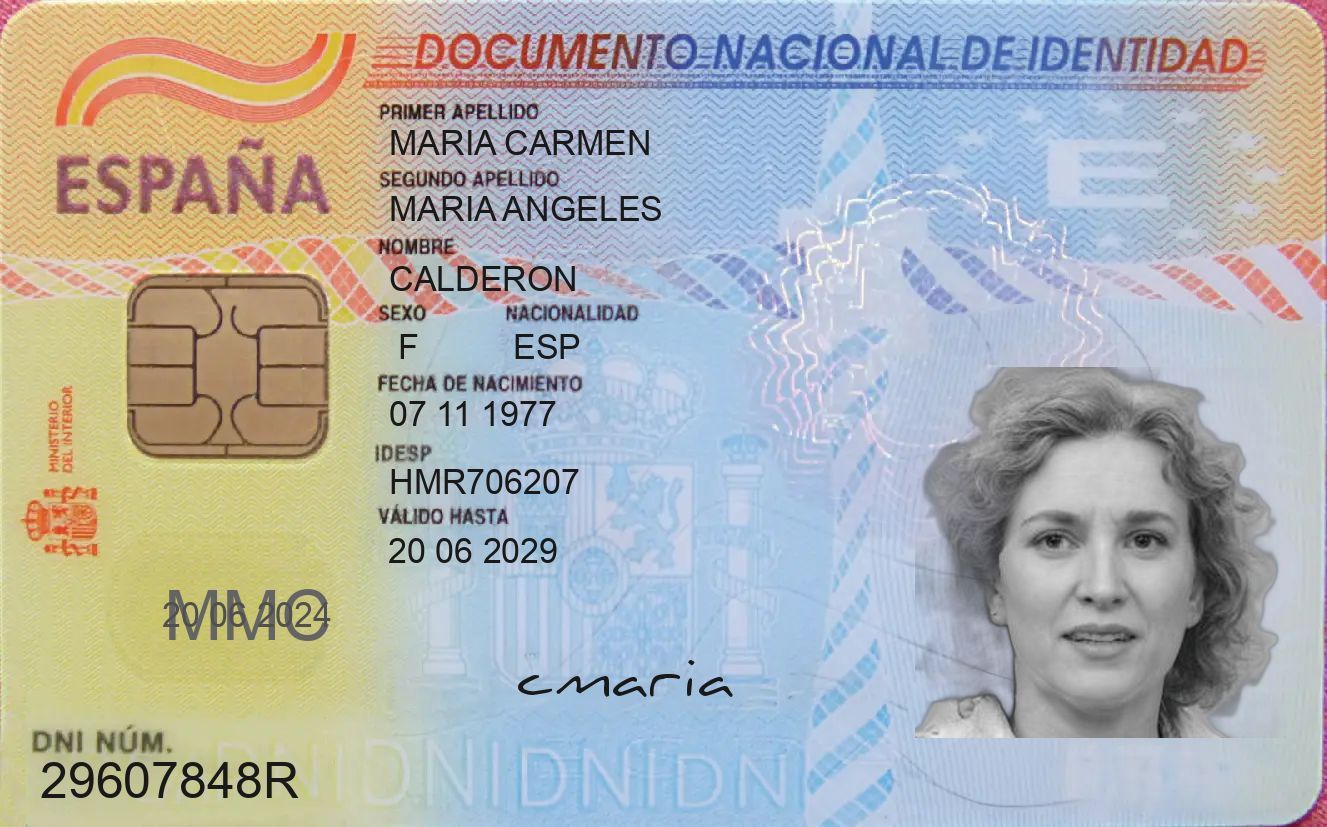 DOCUMENTO NACIONAL DE IDENTIDAD
ESPAÑA
PRIMER APELLIDO
MARIA CARMEN
SEGUNDO APELLIDO
MARIA ANGELES
NOMBRE
CALDERON
SEXO NACIONALIDAD
F ESP
FECHA DE NACIMIENTO
07 11 1977
IDESP
HMR706207
VÁLIDO HASTA
20 06 2029
MINISTERIO
DEL INTERIOR
E
20 06 2024
MMO
cmaria
DNI NÚM.
29607848R
DNIDNIDNIDNI